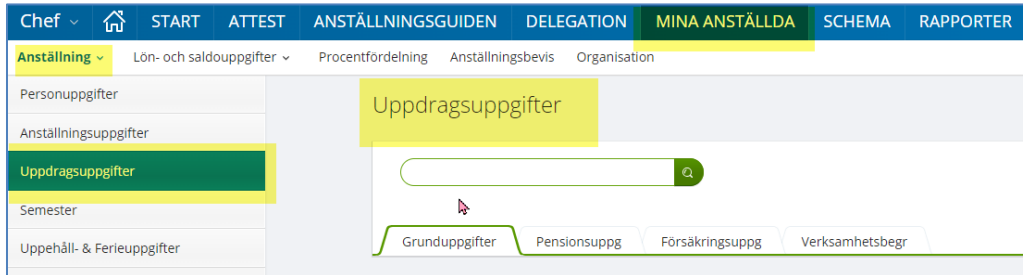 Chef START ATTEST ANSTÄLLNINGSGUIDEN DELEGATION MINA ANSTÄLLDA SCHEMA RAPPORTER
Anställning Lön- och saldouppgifter Procentfördelning Anställningsbevis Organisation
Personuppgifter
Anställningsuppgifter
Uppdragsuppgifter
Semester
Uppehåll- & Ferieuppgifter
Uppdragsuppgifter
Grunduppgifter Pensionsuppg Försäkringsuppg Verksamhetsbegr